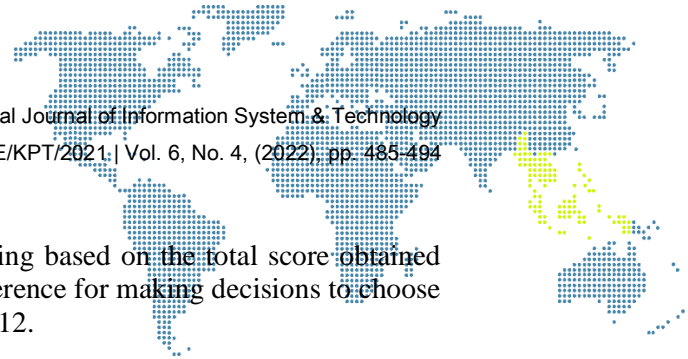 al Journal of Information System & Technology
E/KPT/2021 | Vol. 6, No. 4, (2022), pp. 485-494
ing based on the total score obtained
erence for making decisions to choose
12.